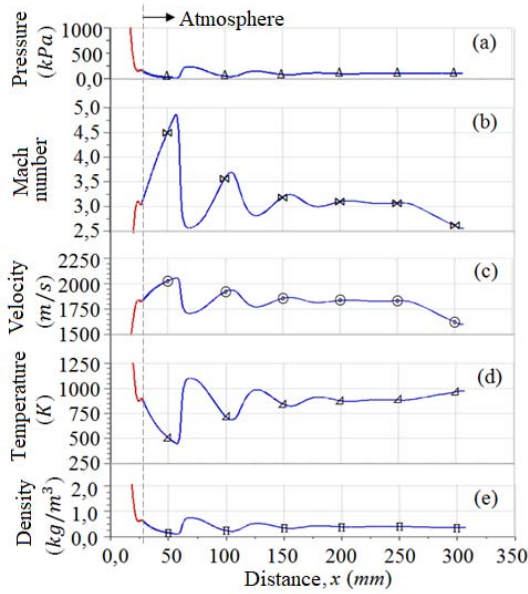 Atmosphere
Pressure
(kPa)
1000
500
0,0
(a)
Mach
number
5,0
4,5
4,0
3,5
3,0
2,5
(b)
Velocity
(m/s)
2250
2000
1750
1500
(c)
Temperature
(K)
1250
1000
750
500
250
(d)
Density
(kg/m³)
2,0
1,0
0,0
(e)
0,0 50 100 150 200 250 300 350
Distance, x (mm)